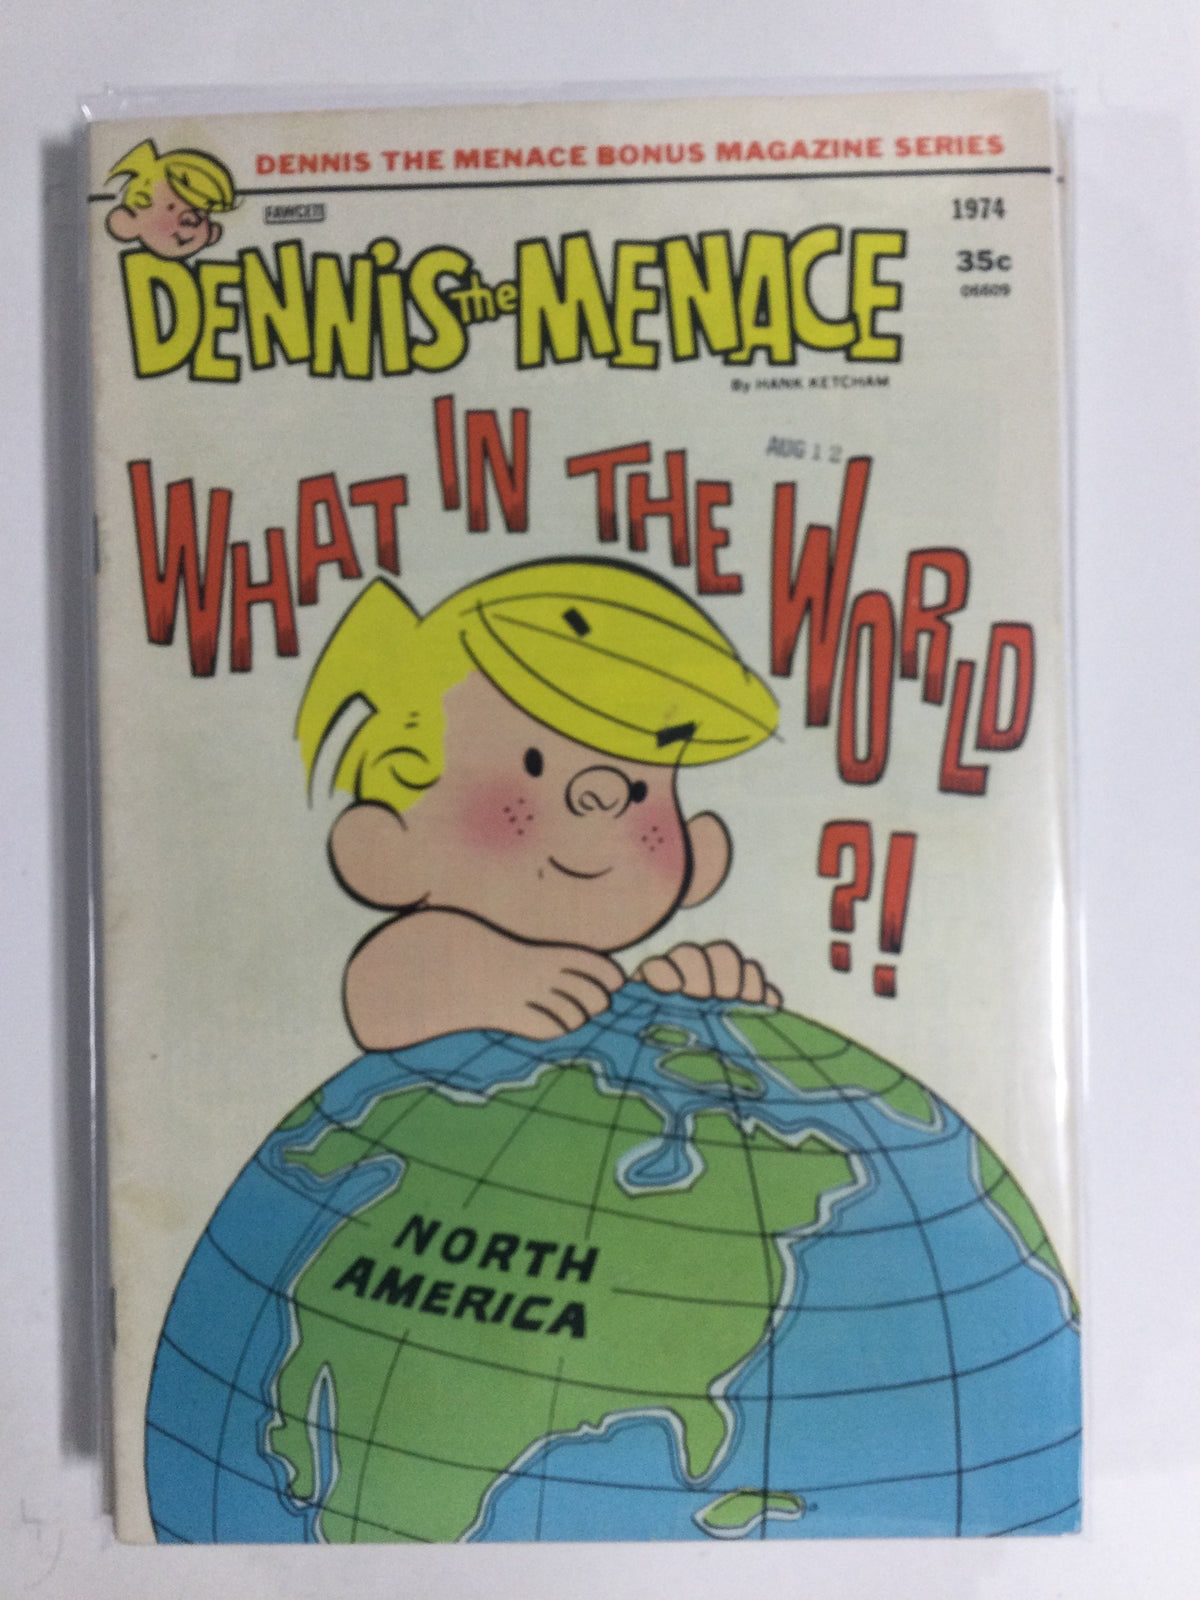 DENNIS THE MENACE BONUS MAGAZINE SERIES
FAWCETT
1974
DENNIS the MENACE
35c
06609
By HANK KETCHAM
AUG 12
WHAT IN THE WORLD
?!
NORTH
AMERICA